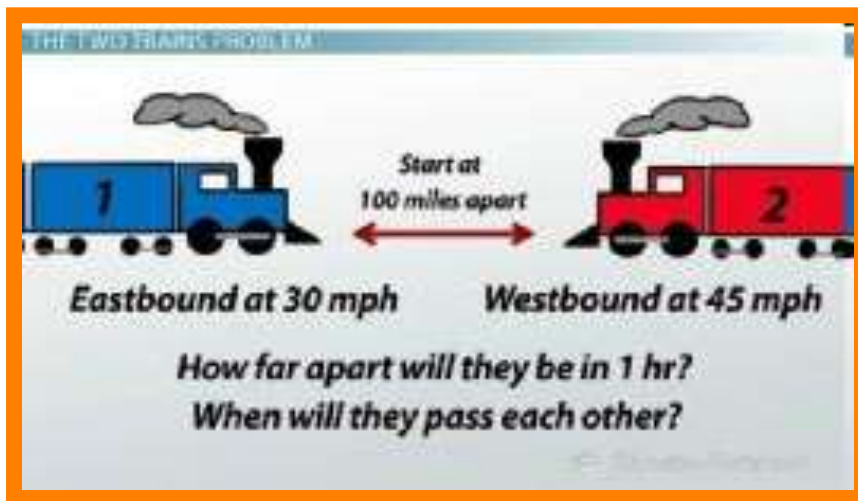 THE TWO TRAINS PROBLEM
Start at
100 miles apart
1
2
Eastbound at 30 mph
Westbound at 45 mph
How far apart will they be in 1 hr?
When will they pass each other?